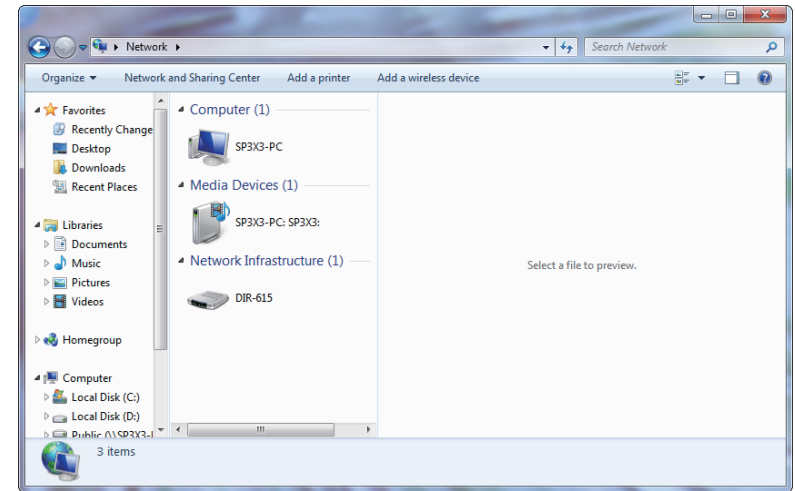 Network
Search Network
Organize
Network and Sharing Center
Add a printer
Add a wireless device
Favorites
Recently Change
Desktop
Downloads
Recent Places
Libraries
Documents
Music
Pictures
Videos
Homegroup
Computer
Local Disk (C:)
Local Disk (D:)
Public (\\SP3X3-
Computer (1)
SP3X3-PC
Media Devices (1)
SP3X3-PC: SP3X3:
Network Infrastructure (1)
DIR-615
Select a file to preview.
3 items